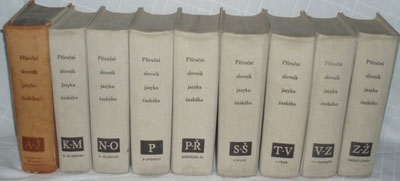 Příruční
slovník
jazyka
českého
A-J
Příruční
slovník
jazyka
českého
K-M
Příruční
slovník
jazyka
českého
N-O
Příruční
slovník
jazyka
českého
P
Příruční
slovník
jazyka
českého
P-Ř
Příruční
slovník
jazyka
českého
S-Š
Příruční
slovník
jazyka
českého
T-V
Příruční
slovník
jazyka
českého
V-Z
Příruční
slovník
jazyka
českého
Z-Ž